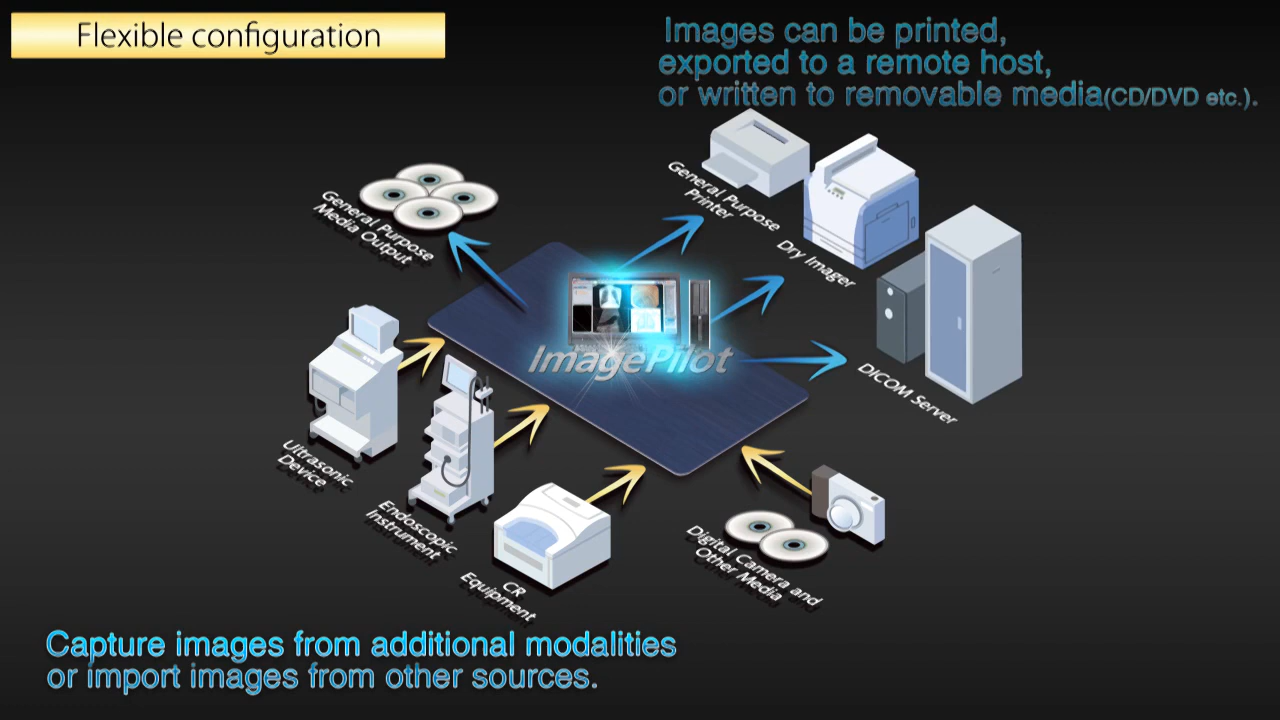 Flexible configuration
Images can be printed,
exported to a remote host,
or written to removable media(CD/DVD etc.).
General Purpose
Media Output
General Purpose
Printer
Dry Imager
DICOM Server
ImagePilot
Ultrasonic
Device
Endoscopic
Instrument
CR
Equipment
Digital Camera and
Other Media
Capture images from additional modalities
or import images from other sources.